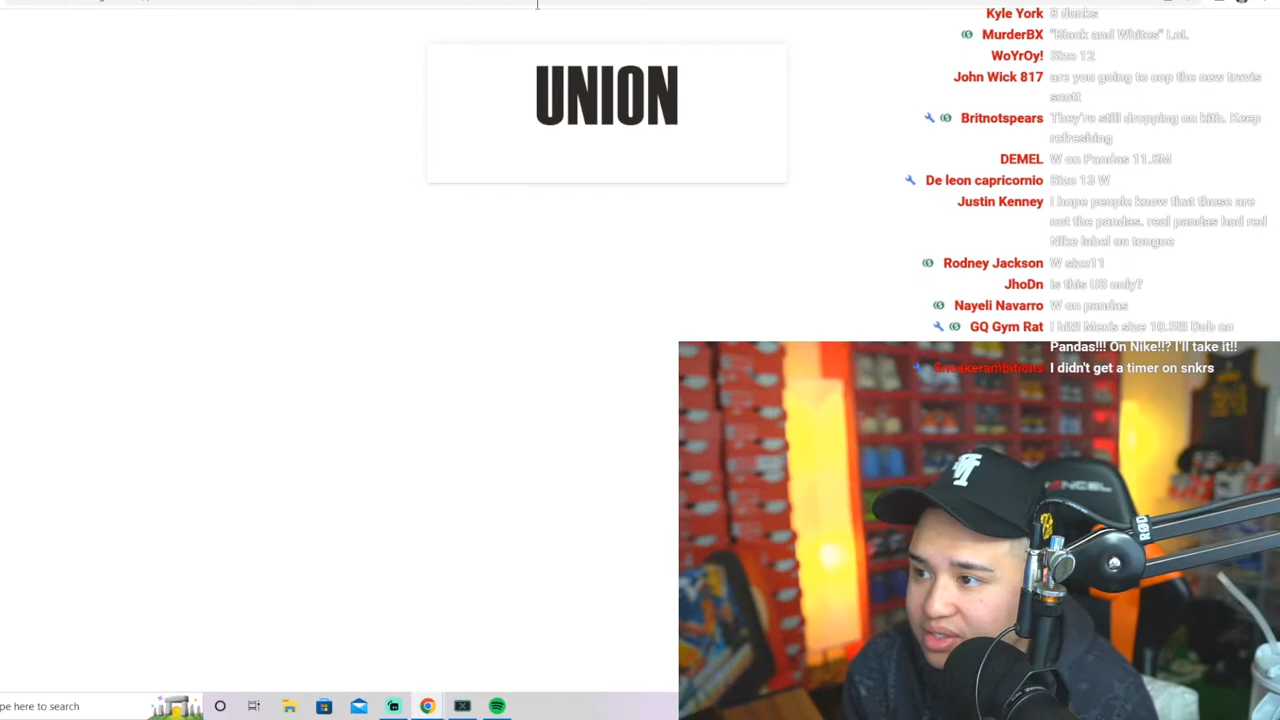 UNION
Kyle York 8 dunks
MurderBX "Black and Whites" LoL
WoYrOy! Size 12
John Wick 817 are you going to cop the new travis
scott
Britnotspears They're still dropping on kith. Keep
refreshing
DEMEL W on Pandas 11.5M
De leon capricornio Size 13 W
Justin Kenney I hope people know that those are
not the pandas. real pandas had red
Nike label on tongue
Rodney Jackson W size11
JhoDn is this US only?
Nayeli Navarro W on pandas
GQ Gym Rat I hit!! Men's size 10.5!!! Dub on
Pandas!!! On Nike!!? I'll take it!!
Sneakerambitions I didn't get a timer on snkrs
RØDE
pe here to search